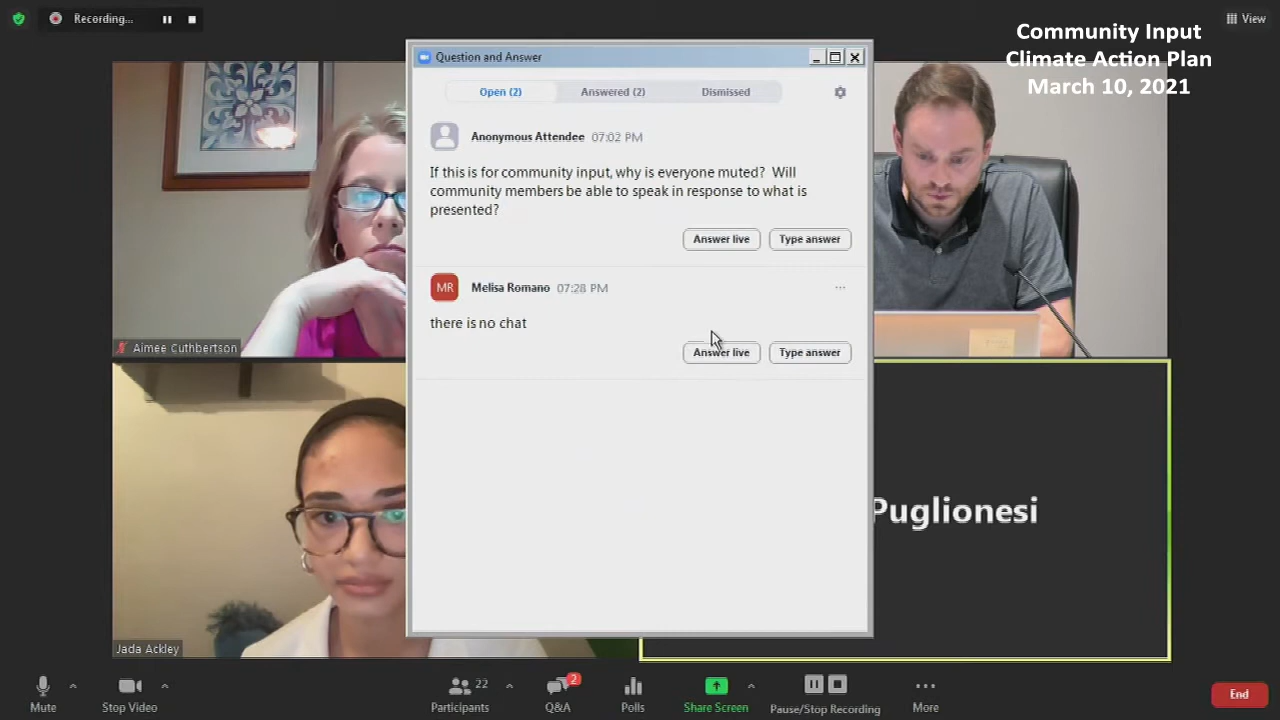 Recording...
View
Community Input
Climate Action Plan
March 10, 2021
Question and Answer
Open (2)
Answered (2)
Dismissed
Anonymous Attendee 07:02 PM
If this is for community input, why is everyone muted? Will
community members be able to speak in response to what is
presented?
Answer live
Type answer
MR
Melisa Romano 07:28 PM
there is no chat
Answer live
Type answer
Aimee Cuthbertson
Puglionesi
Jada Ackley
Mute
Stop Video
22
Participants
2
Q&A
Polls
Share Screen
Pause/Stop Recording
More
End